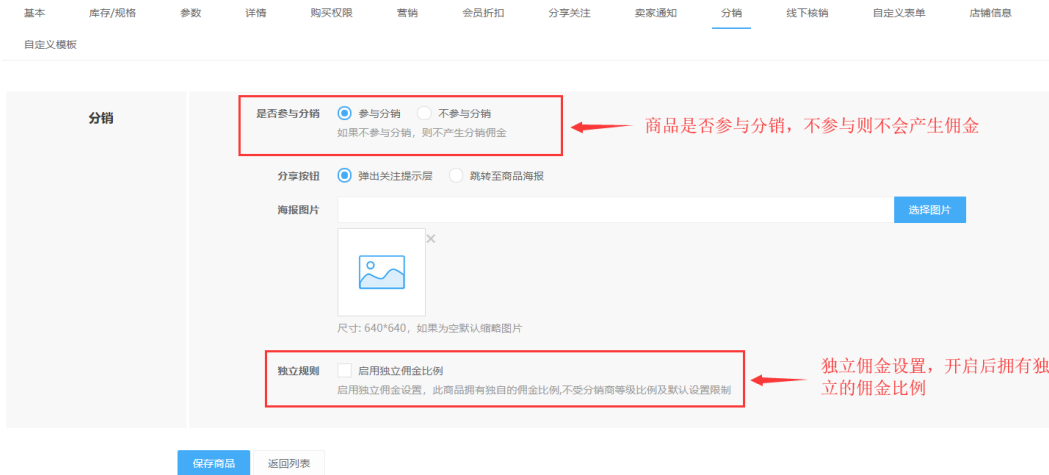 基本 库存/规格 参数 详情 购买权限 营销 会员折扣 分享关注 卖家通知 分销 线下核销 自定义表单 店铺信息
自定义模板
分销
是否参与分销 参与分销 不参与分销
如果不参与分销，则不产生分销佣金
商品是否参与分销，不参与则不会产生佣金
分享按钮 弹出关注提示层 跳转至商品海报
海报图片 选择图片
尺寸: 640*640，如果为空默认缩略图片
独立规则 启用独立佣金比例
启用独立佣金设置，此商品拥有独自的佣金比例,不受分销商等级比例及默认设置限制
独立佣金设置，开启后拥有独
立的佣金比例
保存商品 返回列表